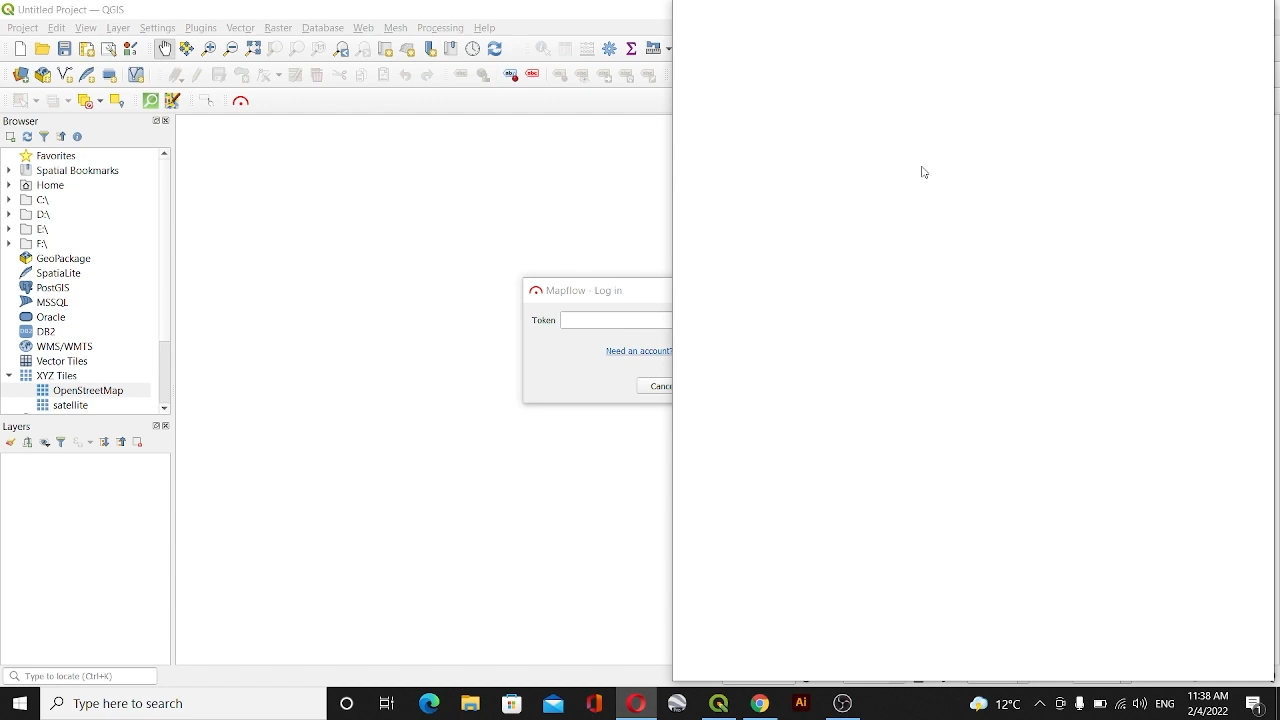 Untitled Project — QGIS
Project Edit View Layer Settings Plugins Vector Raster Database Web Mesh Processing Help
Browser
Favorites
Spatial Bookmarks
Home
C:\
D:\
E:\
F:\
GeoPackage
SpatiaLite
PostGIS
MSSQL
Oracle
DB2
WMS/WMTS
Vector Tiles
XYZ Tiles
OpenStreetMap
satellite
Layers
Mapflow - Log in
Token
Need an account?
Cance
Type to locate (Ctrl+K)
Type here to search
12°C
ENG
11:38 AM
2/4/2022